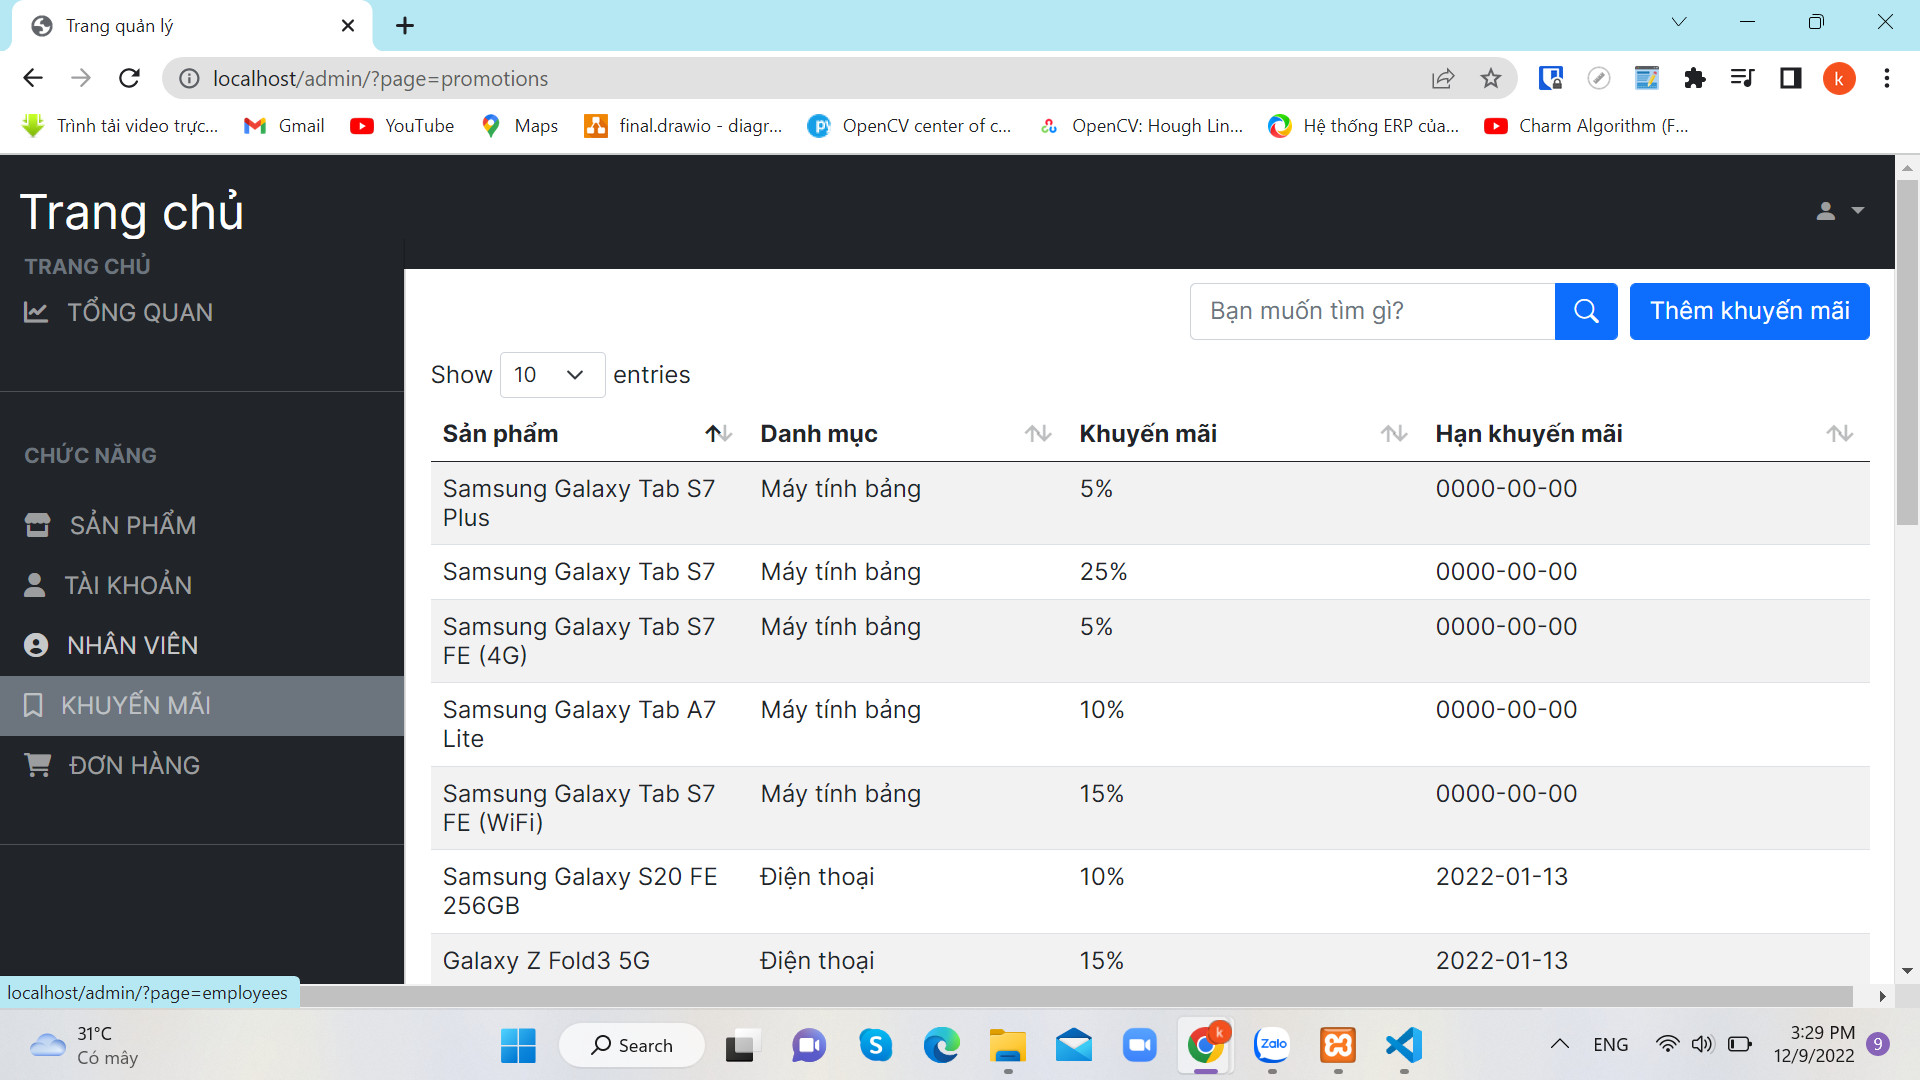 Trang quản lý
localhost/admin/?page=promotions
Trình tải video trực...
Gmail
YouTube
Maps
final.drawio - diagr...
OpenCV center of c...
OpenCV: Hough Lin...
Hệ thống ERP của...
Charm Algorithm (F...
k
Trang chủ
TRANG CHỦ
TỔNG QUAN
CHỨC NĂNG
SẢN PHẨM
TÀI KHOẢN
NHÂN VIÊN
KHUYẾN MÃI
ĐƠN HÀNG
Bạn muốn tìm gì?
Thêm khuyến mãi
Show 10 entries
Sản phẩm Danh mục Khuyến mãi Hạn khuyến mãi
Samsung Galaxy Tab S7 Máy tính bảng 5% 0000-00-00
Plus
Samsung Galaxy Tab S7 Máy tính bảng 25% 0000-00-00
Samsung Galaxy Tab S7 Máy tính bảng 5% 0000-00-00
FE (4G)
Samsung Galaxy Tab A7 Máy tính bảng 10% 0000-00-00
Lite
Samsung Galaxy Tab S7 Máy tính bảng 15% 0000-00-00
FE (WiFi)
Samsung Galaxy S20 FE Điện thoại 10% 2022-01-13
256GB
Galaxy Z Fold3 5G Điện thoại 15% 2022-01-13
localhost/admin/?page=employees
31°C
Có mây
Search
k
Zalo
ENG
3:29 PM
12/9/2022
9